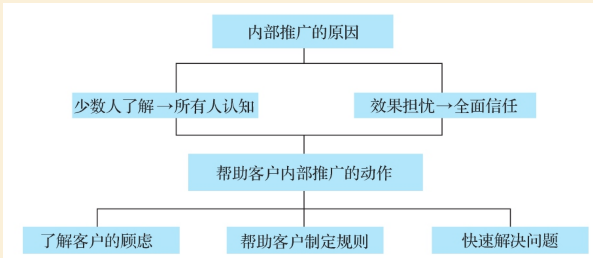 内部推广的原因
少数人了解→所有人认知
效果担忧→全面信任
帮助客户内部推广的动作
了解客户的顾虑
帮助客户制定规则
快速解决问题